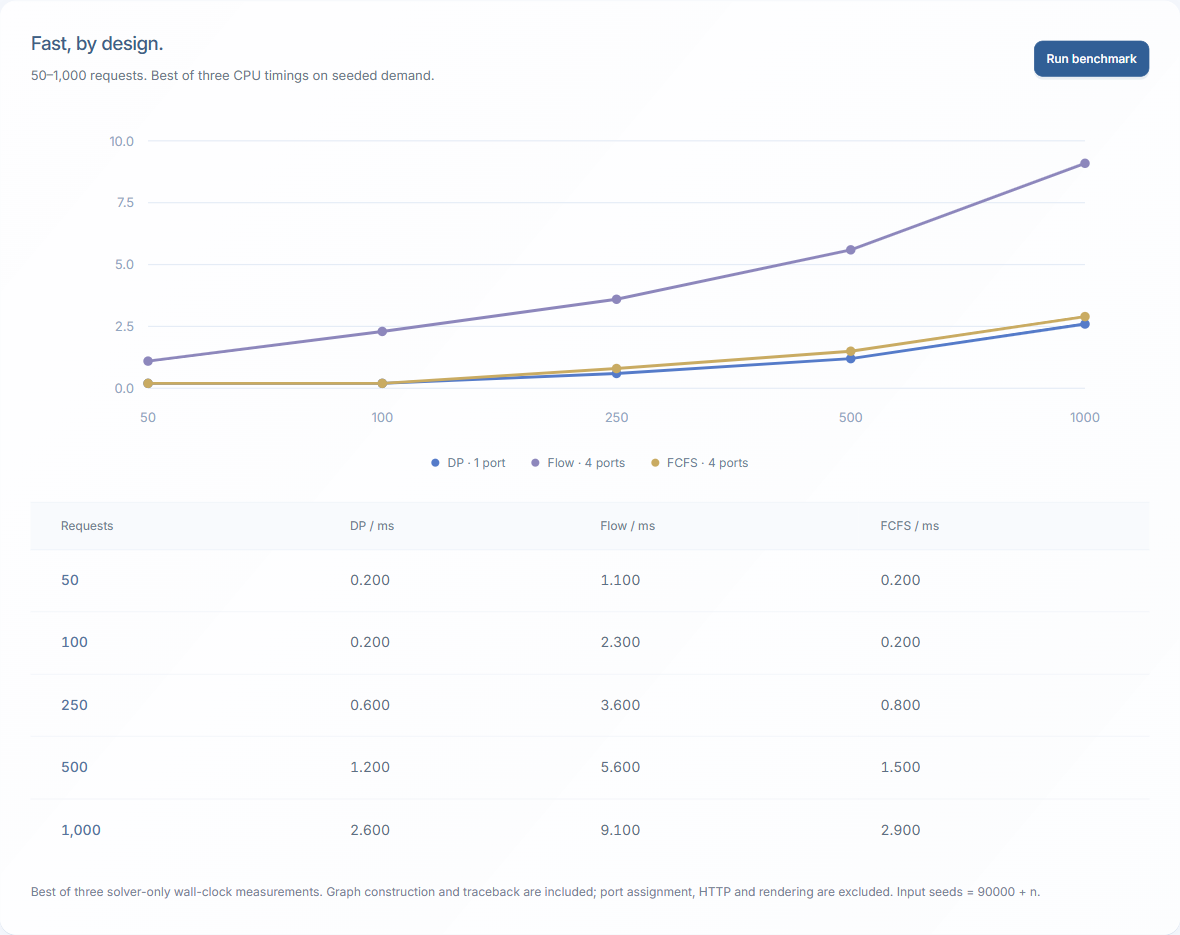 Fast, by design.
50–1,000 requests. Best of three CPU timings on seeded demand.
Run benchmark
10.0
7.5
5.0
2.5
0.0
50 100 250 500 1000
DP · 1 port Flow · 4 ports FCFS · 4 ports
Requests DP / ms Flow / ms FCFS / ms
50 0.200 1.100 0.200
100 0.200 2.300 0.200
250 0.600 3.600 0.800
500 1.200 5.600 1.500
1,000 2.600 9.100 2.900
Best of three solver-only wall-clock measurements. Graph construction and traceback are included; port assignment, HTTP and rendering are excluded. Input seeds = 90000 + n.